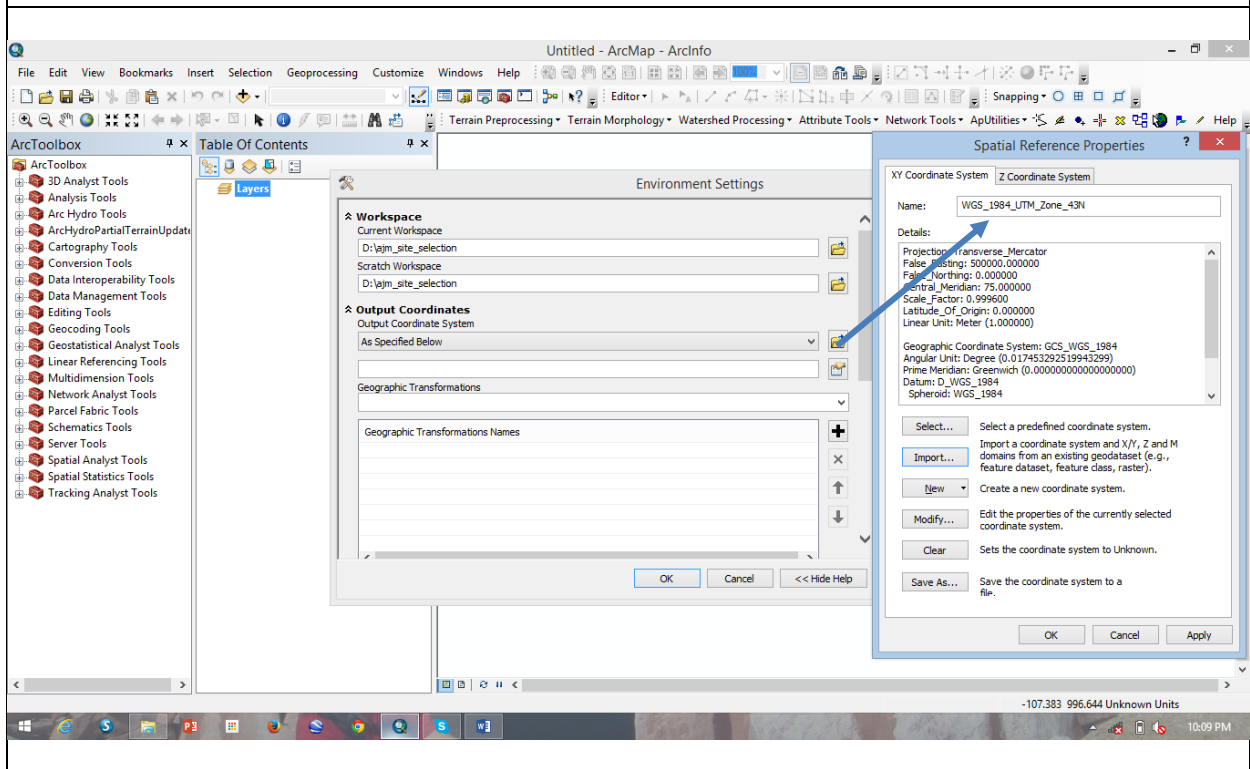 Untitled - ArcMap - ArcInfo
File Edit View Bookmarks Insert Selection Geoprocessing Customize Windows Help 100%
Editor Snapping
Terrain Preprocessing Terrain Morphology Watershed Processing Attribute Tools Network Tools ApUtilities Help
ArcToolbox
ArcToolbox
3D Analyst Tools
Analysis Tools
Arc Hydro Tools
ArcHydroPartialTerrainUpdate
Cartography Tools
Conversion Tools
Data Interoperability Tools
Data Management Tools
Editing Tools
Geocoding Tools
Geostatistical Analyst Tools
Linear Referencing Tools
Multidimension Tools
Network Analyst Tools
Parcel Fabric Tools
Schematics Tools
Server Tools
Spatial Analyst Tools
Spatial Statistics Tools
Tracking Analyst Tools
Table Of Contents
Layers
Environment Settings
Workspace
Current Workspace
D:\ajm_site_selection
Scratch Workspace
D:\ajm_site_selection
Output Coordinates
Output Coordinate System
As Specified Below
Geographic Transformations
Geographic Transformations Names
OK Cancel << Hide Help
Spatial Reference Properties ?
XY Coordinate System Z Coordinate System
Name: WGS_1984_UTM_Zone_43N
Details:
Projection: Transverse_Mercator
False_Easting: 500000.000000
False_Northing: 0.000000
Central_Meridian: 75.000000
Scale_Factor: 0.999600
Latitude_Of_Origin: 0.000000
Linear Unit: Meter (1.000000)
Geographic Coordinate System: GCS_WGS_1984
Angular Unit: Degree (0.017453292519943299)
Prime Meridian: Greenwich (0.000000000000000000)
Datum: D_WGS_1984
Spheroid: WGS_1984
Select... Select a predefined coordinate system.
Import... Import a coordinate system and X/Y, Z and M
domains from an existing geodataset (e.g.,
feature dataset, feature class, raster).
New Create a new coordinate system.
Modify... Edit the properties of the currently selected
coordinate system.
Clear Sets the coordinate system to Unknown.
Save As... Save the coordinate system to a
file.
OK Cancel Apply
-107.383 996.644 Unknown Units
10:09 PM